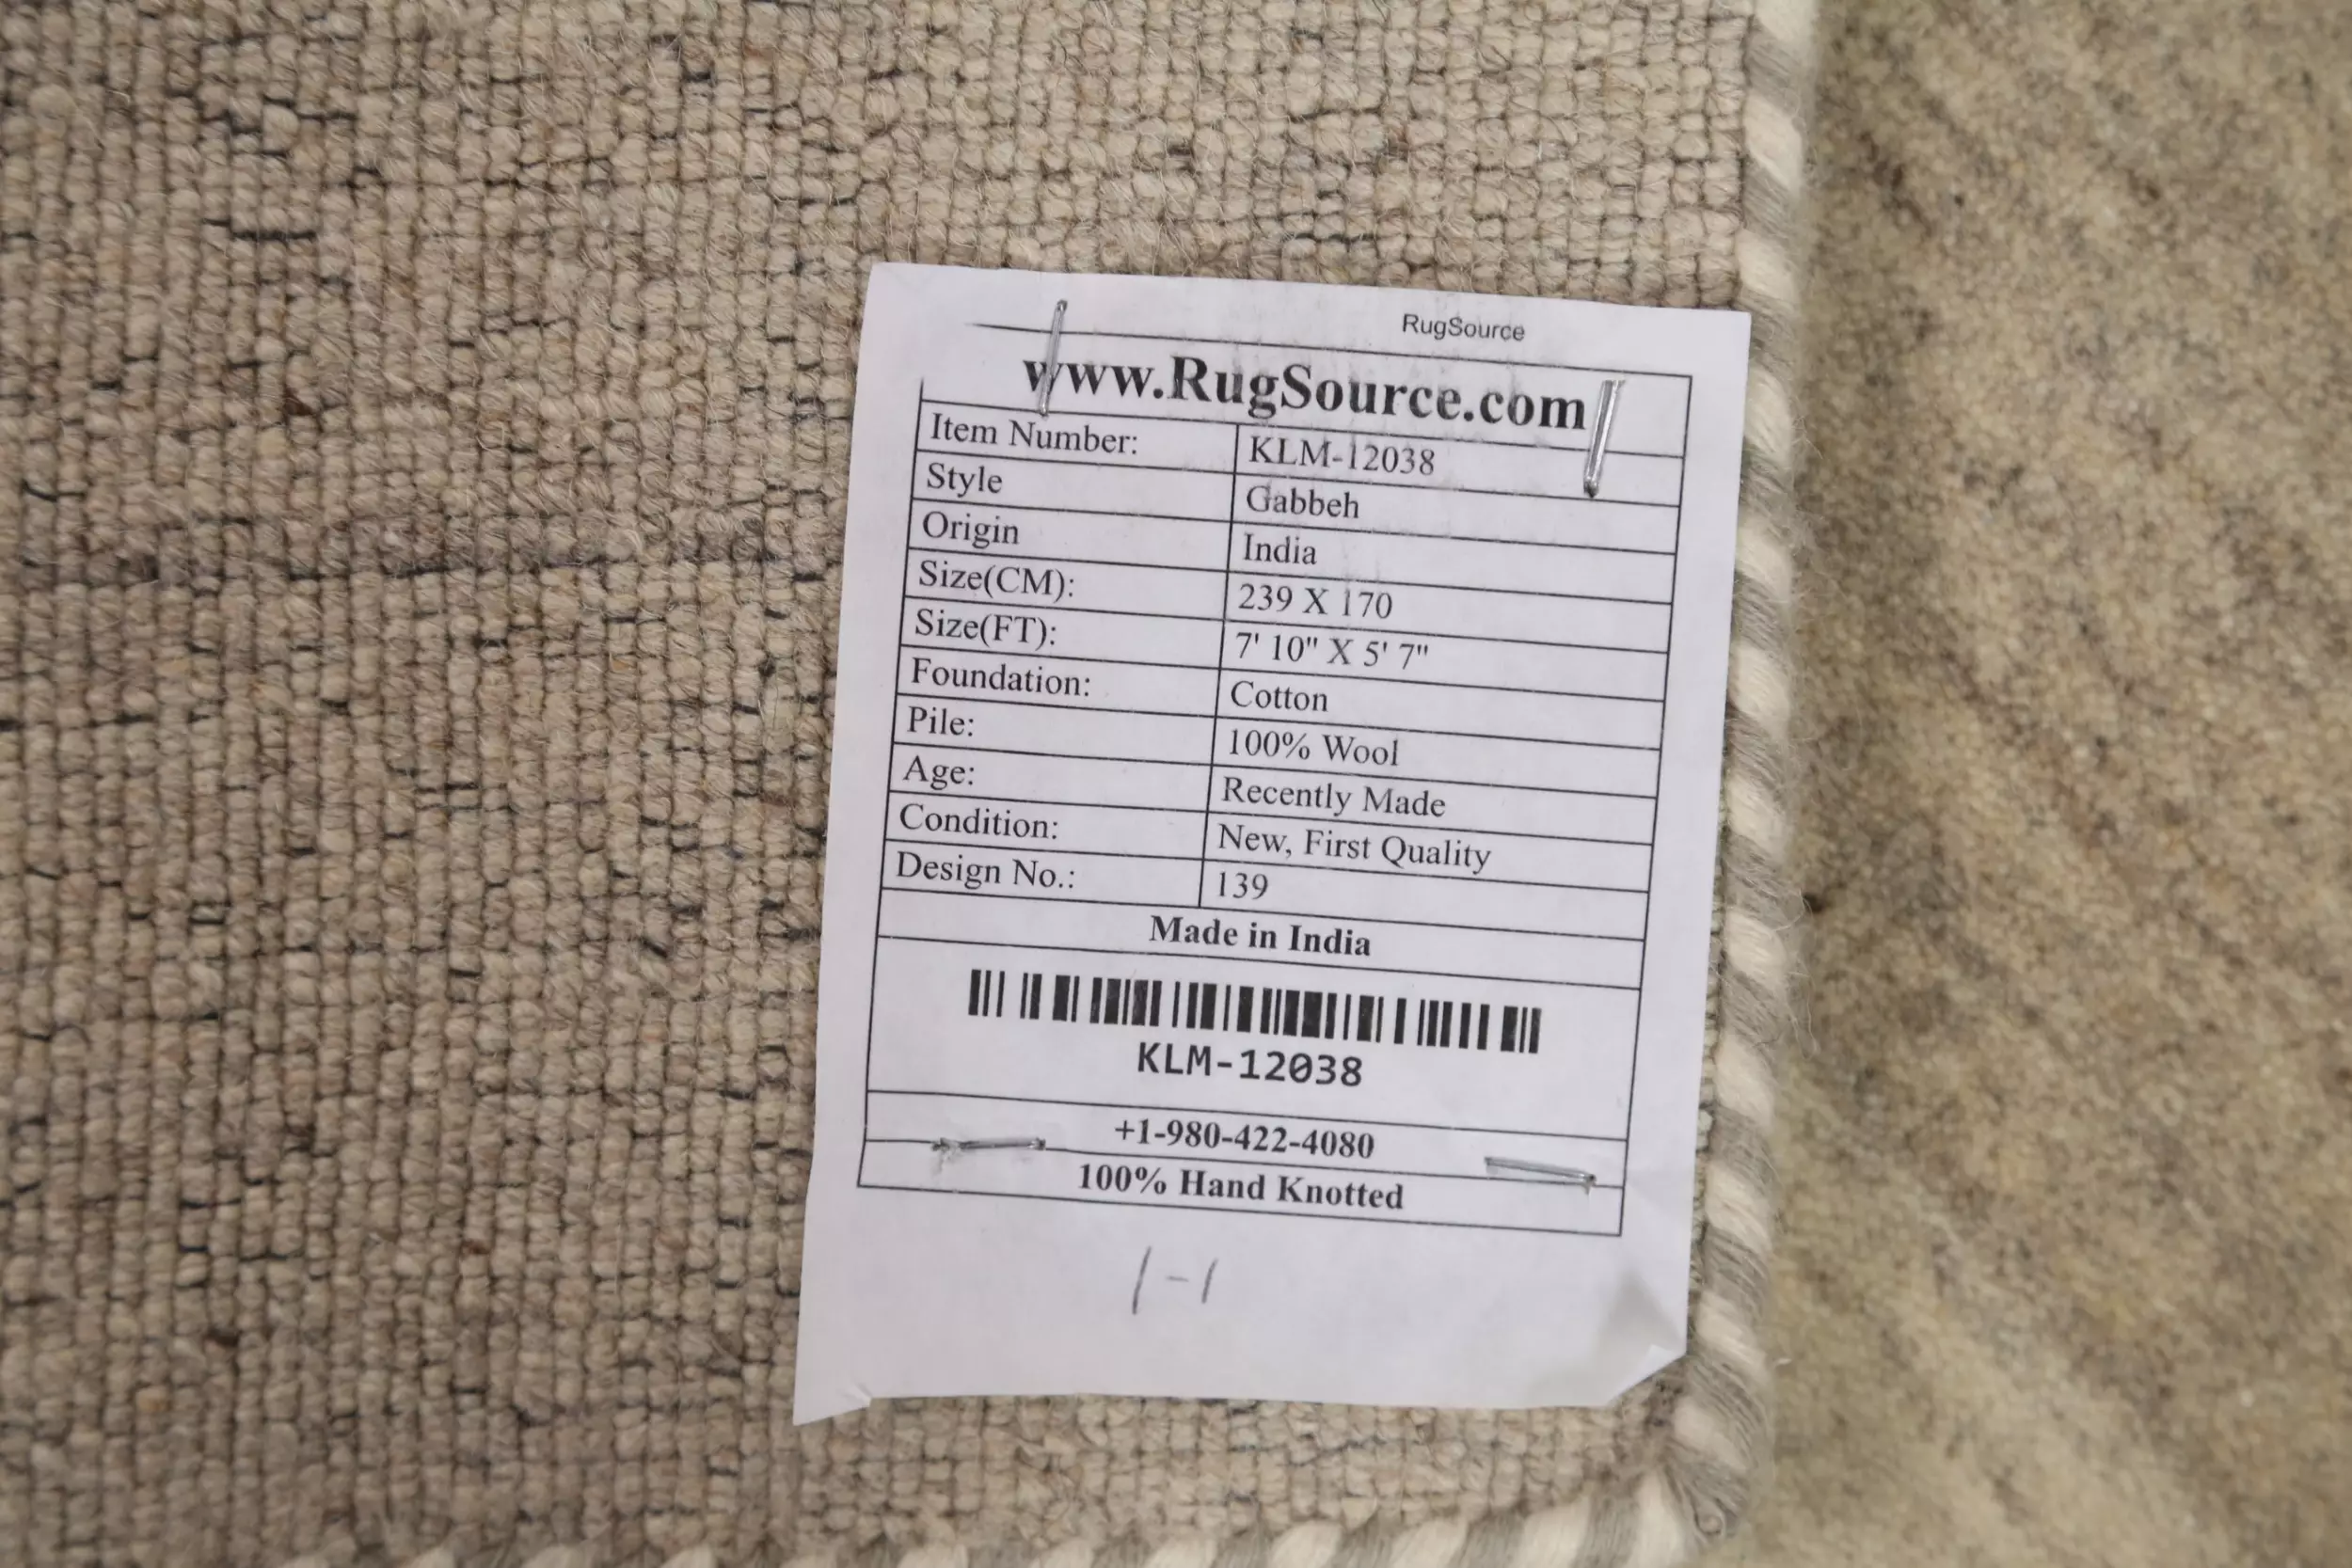 RugSource
www.RugSource.com
Item Number: KLM-12038
Style Gabbeh
Origin India
Size(CM): 239 X 170
Size(FT): 7' 10" X 5' 7"
Foundation: Cotton
Pile: 100% Wool
Age: Recently Made
Condition: New, First Quality
Design No.: 139
Made in India
KLM-12038
+1-980-422-4080
100% Hand Knotted
1-1